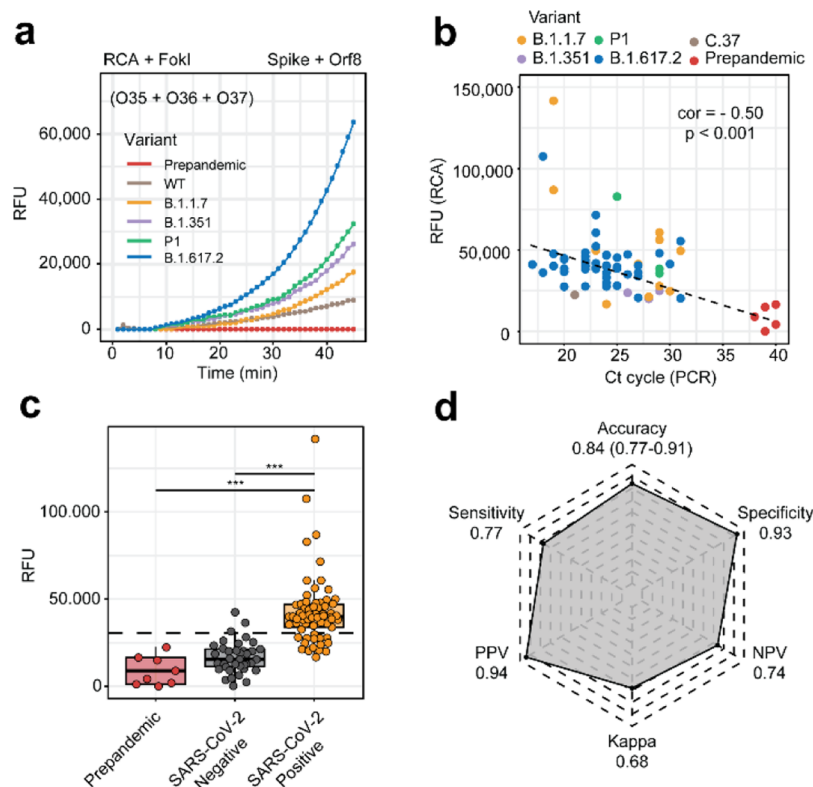 a
RCA + FokI
Spike + Orf8
(O35 + O36 + O37)
Variant
Prepandemic
WT
B.1.1.7
B.1.351
P1
B.1.617.2
RFU
60,000
40,000
20,000
0
0
10
20
30
40
Time (min)
b
Variant
B.1.1.7
P1
C.37
B.1.351
B.1.617.2
Prepandemic
cor = - 0.50
p < 0.001
RFU (RCA)
150,000
100,000
50,000
0
20
25
30
35
40
Ct cycle (PCR)
c
***
***
RFU
100.000
50.000
0
Prepandemic
SARS-CoV-2
Negative
SARS-CoV-2
Positive
d
Accuracy
0.84 (0.77-0.91)
Sensitivity
0.77
Specificity
0.93
PPV
0.94
NPV
0.74
Kappa
0.68